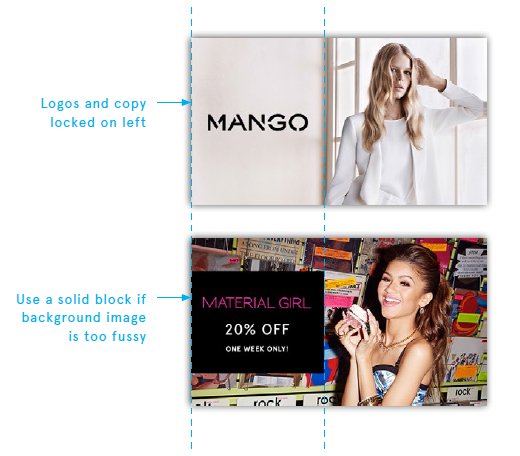 Logos and copy
locked on left
MANGO
Use a solid block if
background image
is too fussy
MATERIAL GIRL
20% OFF
ONE WEEK ONLY!
rock
rock